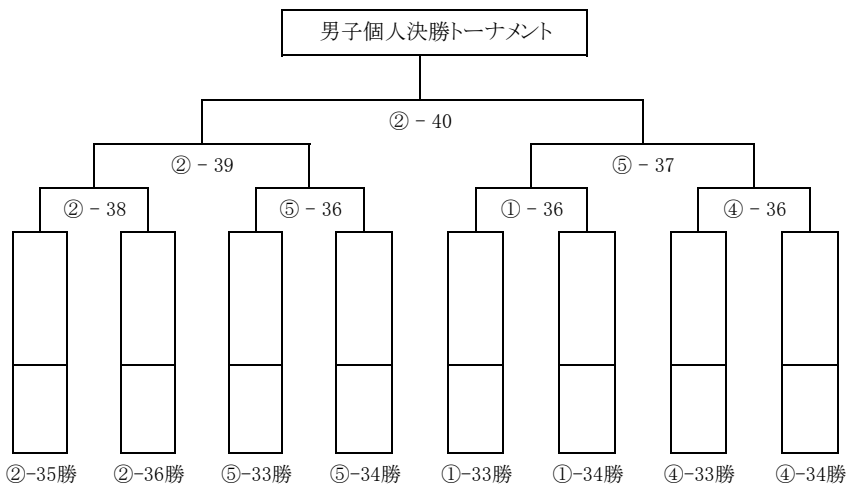 男子個人決勝トーナメント
②－40
②－39
⑤－37
②－38
⑤－36
①－36
④－36
②-35勝
②-36勝
⑤-33勝
⑤-34勝
①-33勝
①-34勝
④-33勝
④-34勝